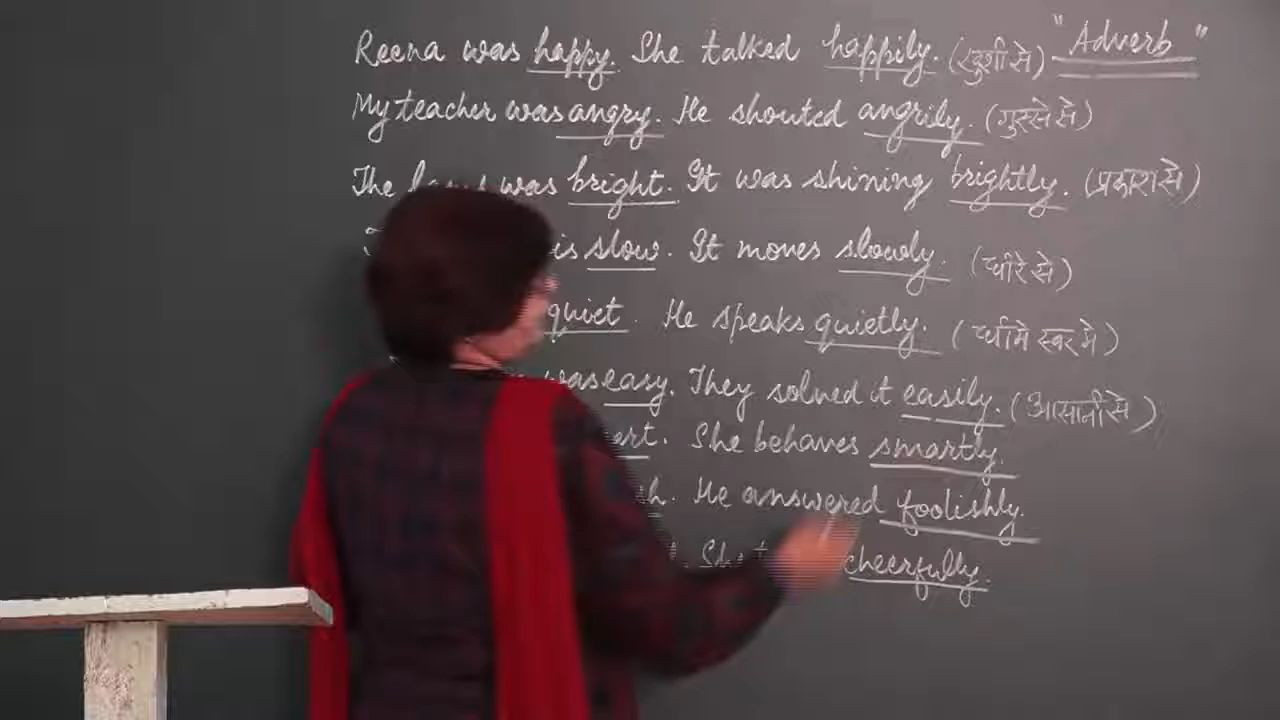 Reena was happy. She talked happily. (खुशी से) "Adverb"
My teacher was angry. He shouted angrily. (गुस्से से)
The was bright. It was shining brightly. (प्रकाश से)
is slow. It moves slowly. (धीरे से)
quiet. He speaks quietly. (धीमे स्वर मे)
was easy. They solved it easily. (आसानी से)
She behaves smartly.
He answered foolishly.
cheerfully.